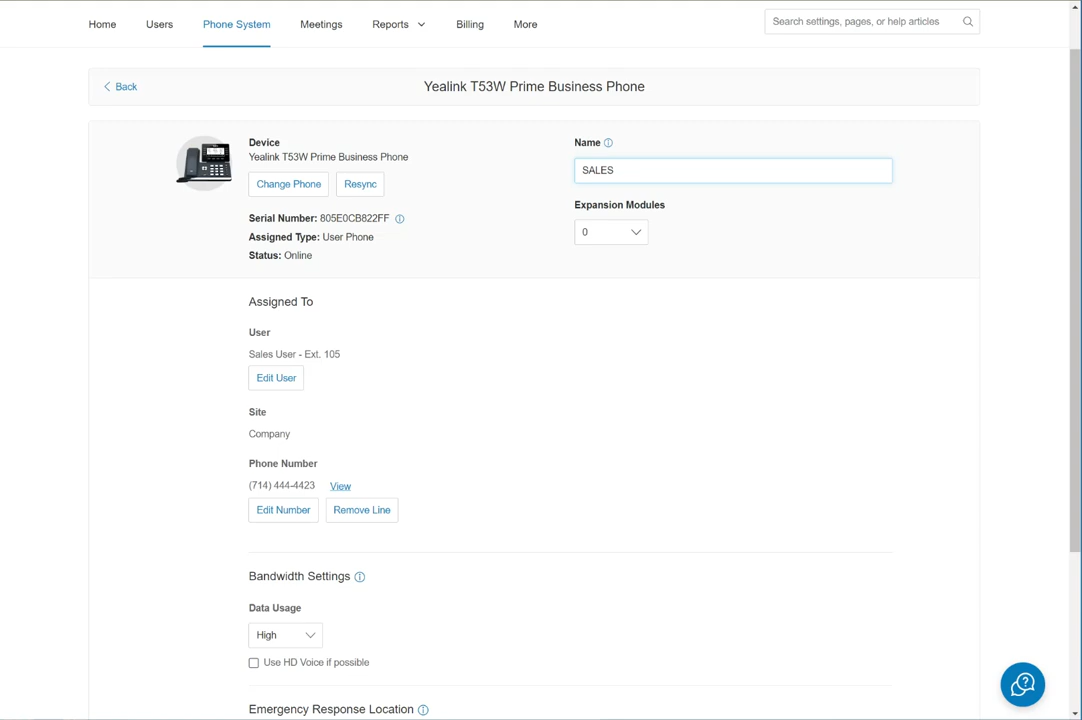 Home Users Phone System Meetings Reports Billing More Search settings, pages, or help articles
Back Yealink T53W Prime Business Phone
Device Name
Yealink T53W Prime Business Phone
SALES
Change Phone Resync
Expansion Modules
Serial Number: 805E0CB822FF
0
Assigned Type: User Phone
Status: Online
Assigned To
User
Sales User - Ext. 105
Edit User
Site
Company
Phone Number
(714) 444-4423 View
Edit Number Remove Line
Bandwidth Settings
Data Usage
High
Use HD Voice if possible
Emergency Response Location